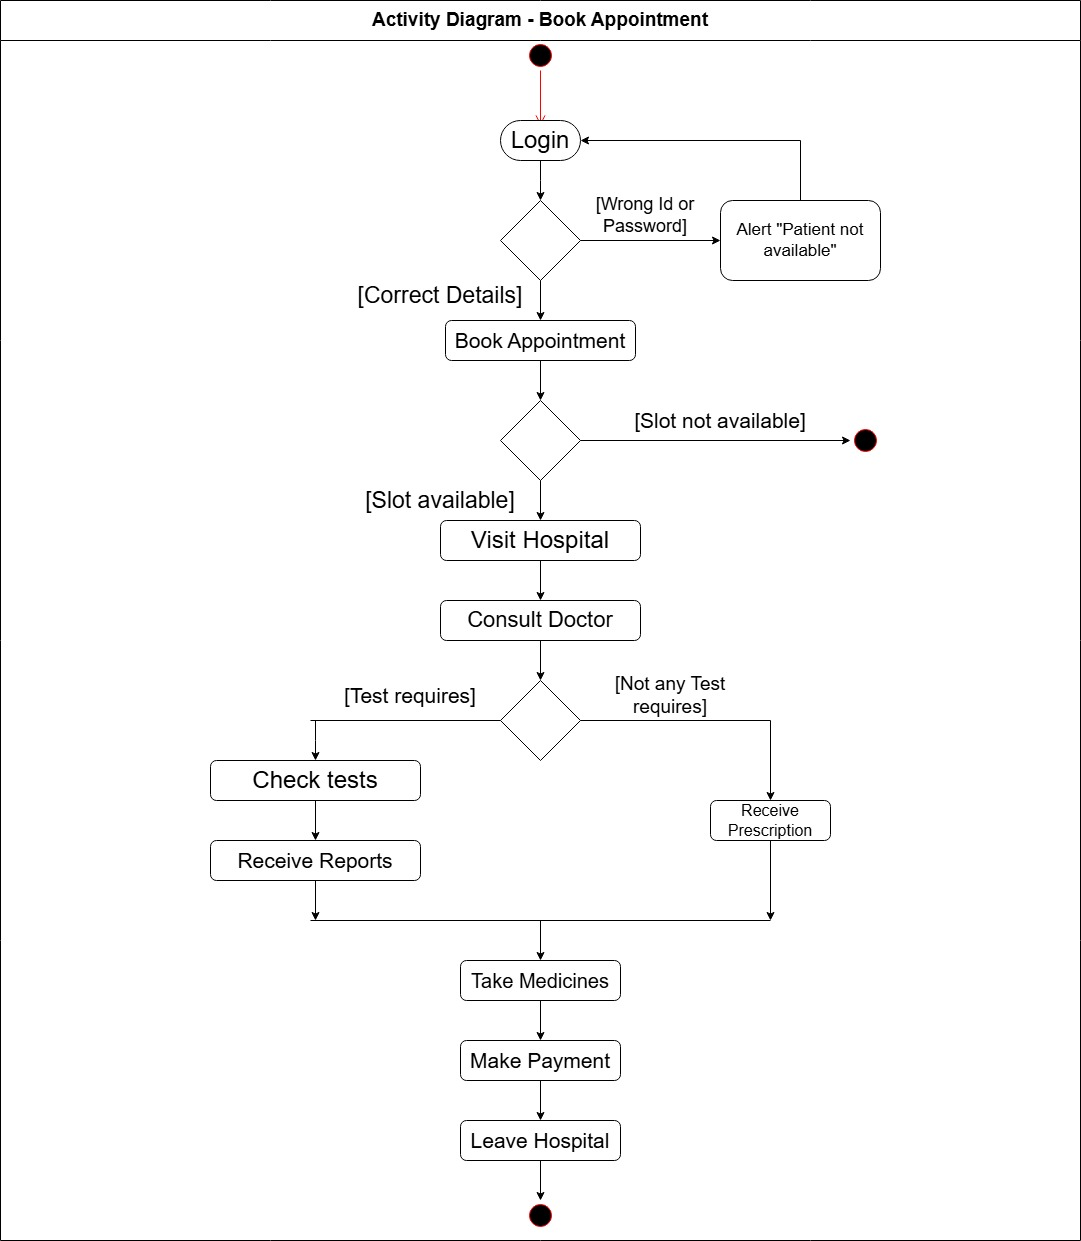 Activity Diagram - Book Appointment
Login
[Wrong Id or
Password]
Alert "Patient not
available"
[Correct Details]
Book Appointment
[Slot not available]
[Slot available]
Visit Hospital
Consult Doctor
[Test requires]
[Not any Test
requires]
Check tests
Receive
Prescription
Receive Reports
Take Medicines
Make Payment
Leave Hospital